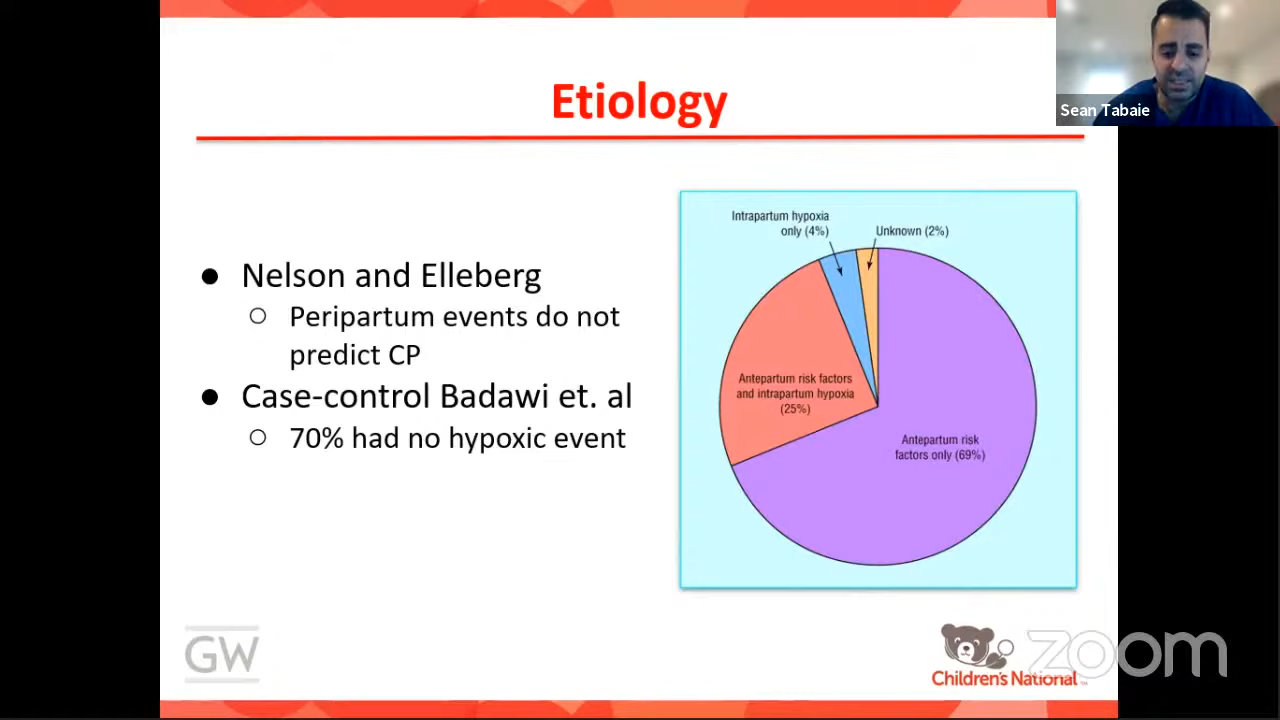 Etiology
Sean Tabaie
● Nelson and Elleberg
○ Peripartum events do not
predict CP
● Case-control Badawi et. al
○ 70% had no hypoxic event
Intrapartum hypoxia
only (4%)
Unknown (2%)
Antepartum risk factors
and intrapartum hypoxia
(25%)
Antepartum risk
factors only (69%)
GW
Children's National™
zoom